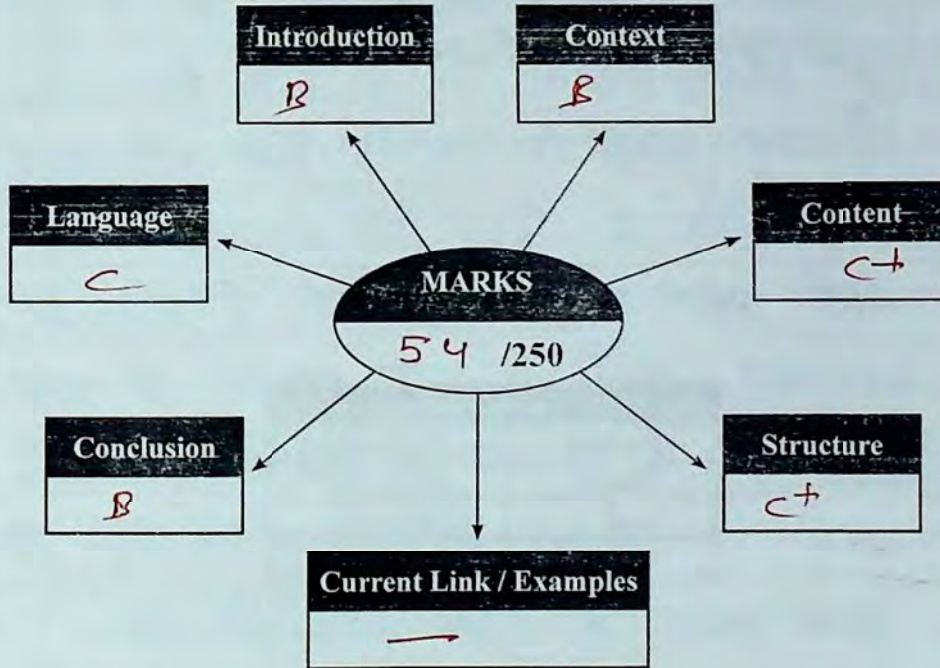 Introduction
B
Context
B
Language
C
Content
C+
MARKS
54 /250
Conclusion
B
Structure
C+
Current Link / Examples
—